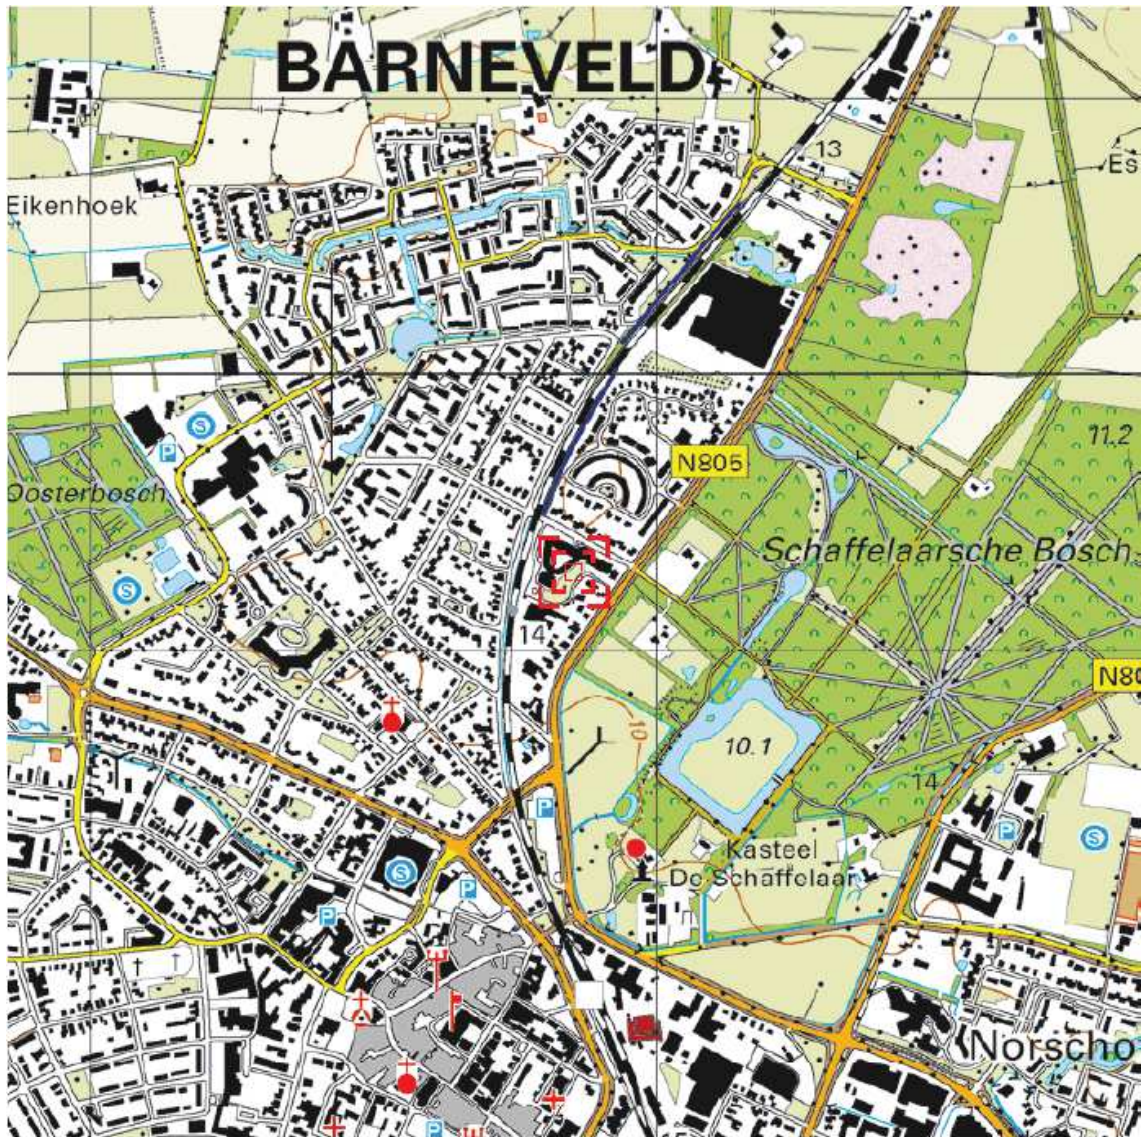 BARNEVELD
13
Es
Eikenhoek
11.2
N805
S
P
Oosterbosch
Schaffelaarsche Bosch
S
14
N80
10
10.1
14
P
P
S
Kasteel
S
P
De Schaffelaar
P
Norscho
P